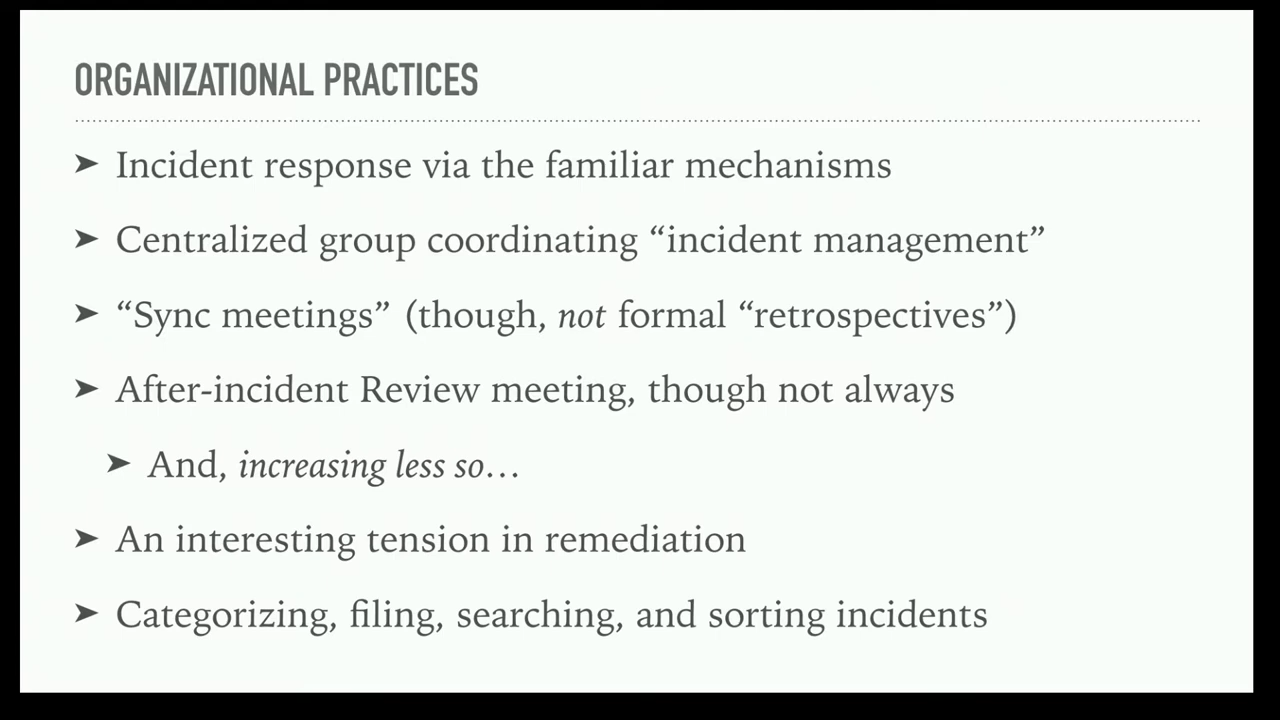 ORGANIZATIONAL PRACTICES
➤ Incident response via the familiar mechanisms
➤ Centralized group coordinating “incident management”
➤ “Sync meetings” (though, not formal “retrospectives”)
➤ After-incident Review meeting, though not always
➤ And, increasing less so…
➤ An interesting tension in remediation
➤ Categorizing, filing, searching, and sorting incidents